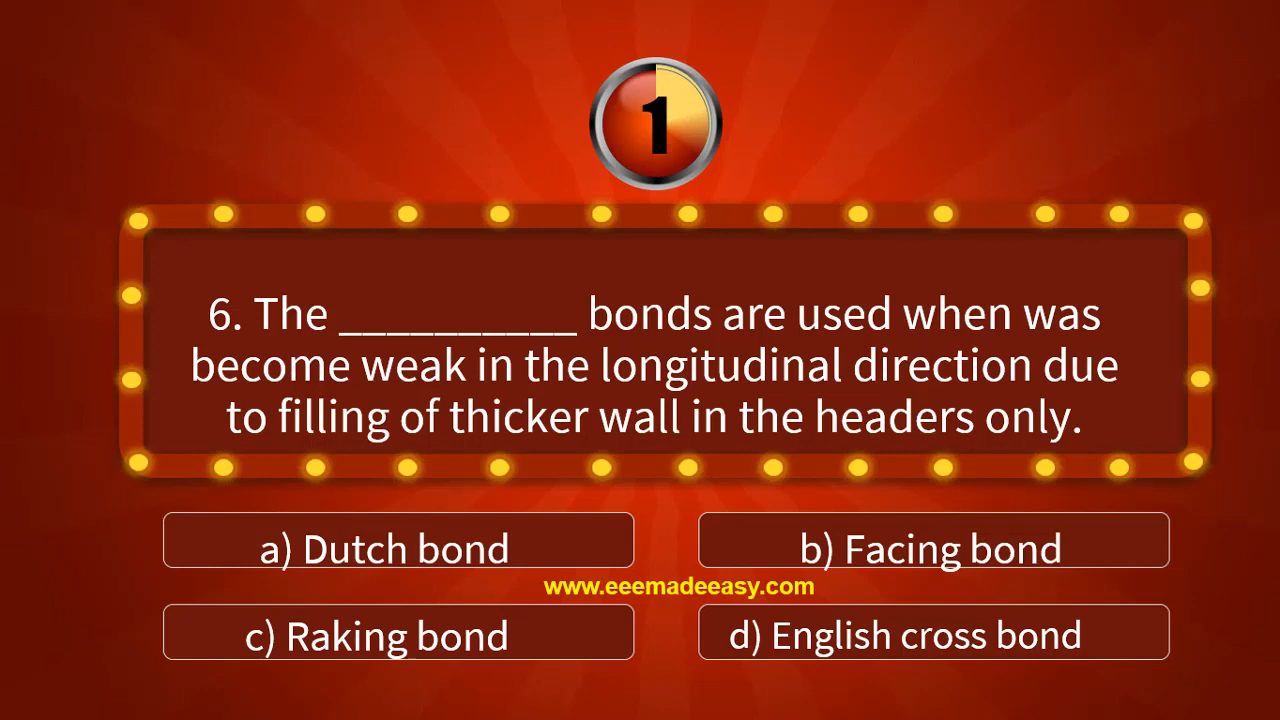 1
6. The __________ bonds are used when was
become weak in the longitudinal direction due
to filling of thicker wall in the headers only.
a) Dutch bond
b) Facing bond
www.eeemadeeasy.com
c) Raking bond
d) English cross bond